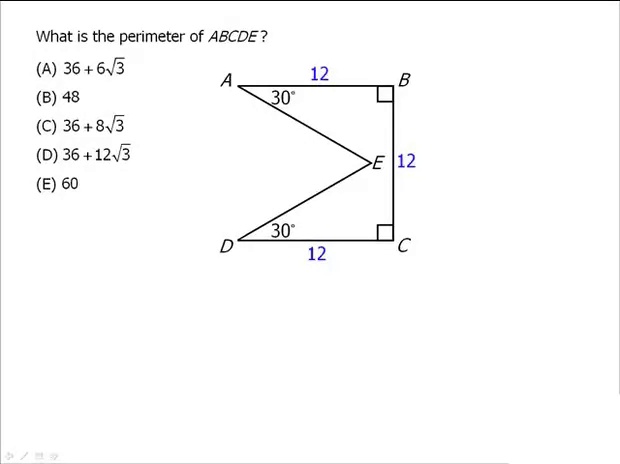 What is the perimeter of ABCDE ?
(A) 36 + 6√3
(B) 48
(C) 36 + 8√3
(D) 36 + 12√3
(E) 60
A 12 B
30°
E 12
30°
D 12 C